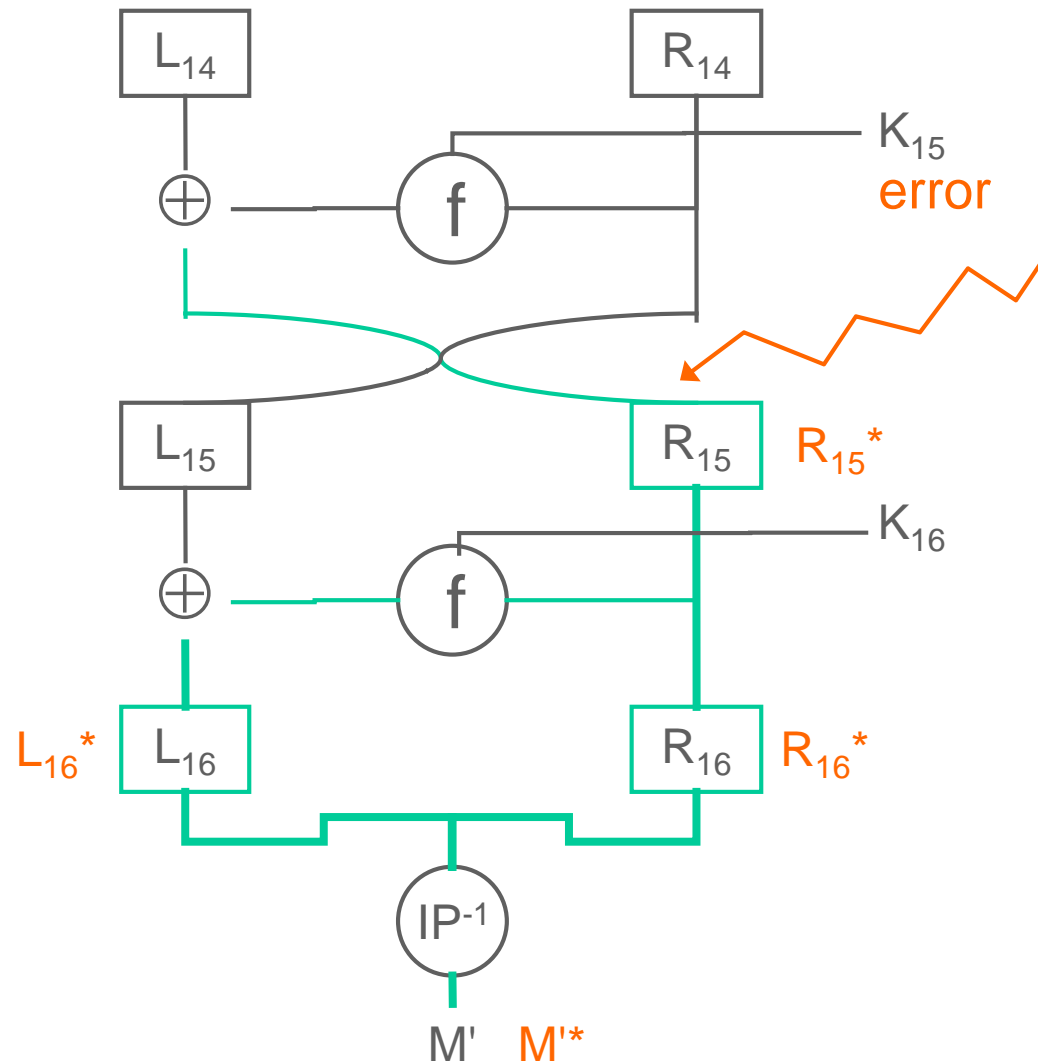 L₁₄ R₁₄
K₁₅
error
f
L₁₅ R₁₅ R₁₅*
K₁₆
f
L₁₆* L₁₆ R₁₆ R₁₆*
IP⁻¹
M' M'*